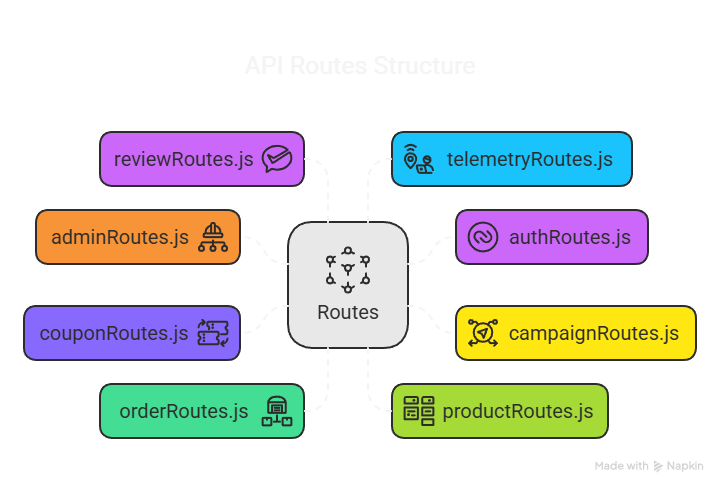 API Routes Structure
reviewRoutes.js
telemetryRoutes.js
adminRoutes.js
authRoutes.js
Routes
couponRoutes.js
campaignRoutes.js
orderRoutes.js
productRoutes.js
Made with Napkin